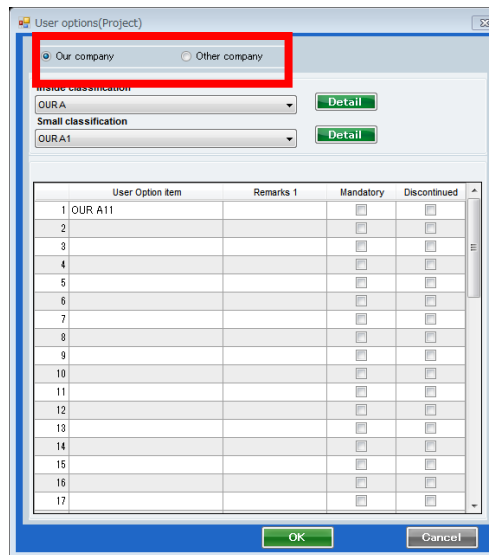 User options(Project)
Our company Other company
Inside classification
OUR A Detail
Small classification
OUR A1 Detail
User Option item Remarks 1 Mandatory Discontinued
1 OUR A11
2
3
4
5
6
7
8
9
10
11
12
13
14
15
16
17
OK Cancel